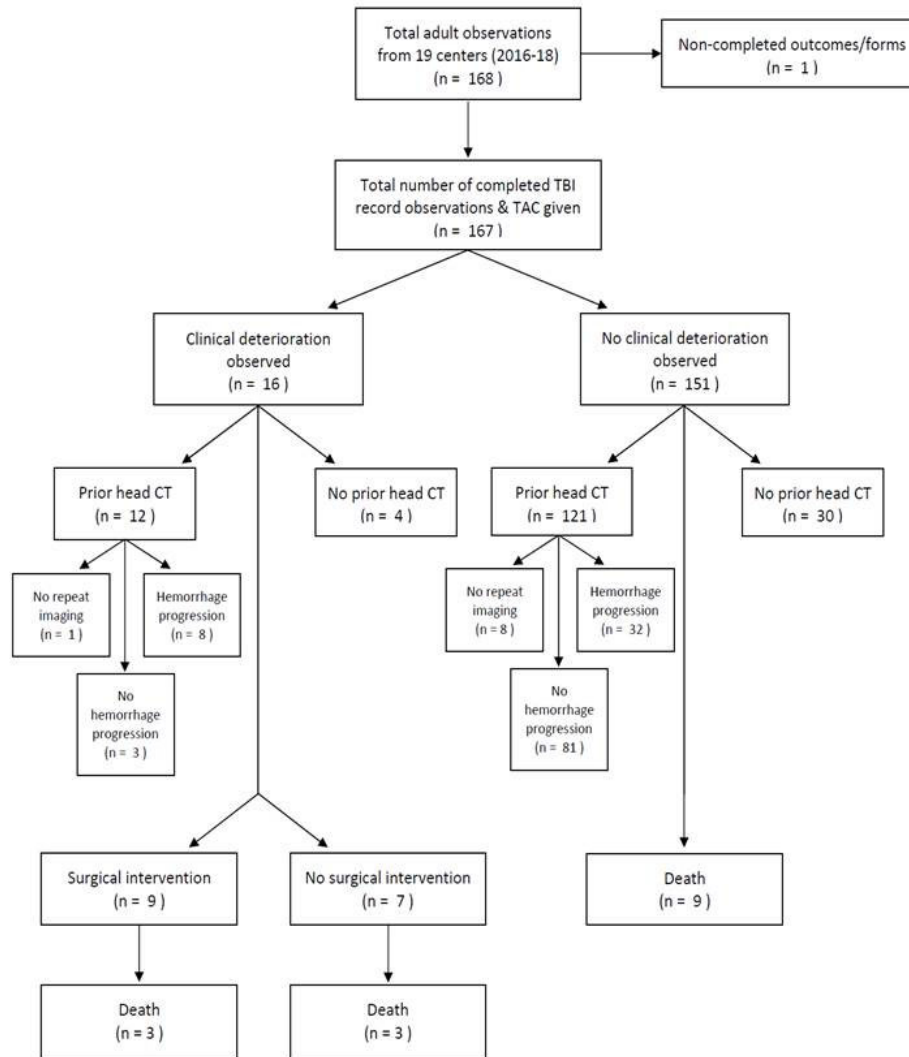 Total adult observations
from 19 centers (2016-18)
(n = 168)
Non-completed outcomes/forms
(n = 1 )
Total number of completed TBI
record observations & TAC given
(n = 167)
Clinical deterioration
observed
(n = 16 )
No clinical deterioration
observed
(n = 151 )
Prior head CT
(n = 12 )
No prior head CT
(n = 4 )
Prior head CT
(n = 121 )
No prior head CT
(n = 30 )
No repeat
imaging
(n = 1 )
Hemorrhage
progression
(n = 8 )
No repeat
imaging
(n = 8 )
Hemorrhage
progression
(n = 32 )
No
hemorrhage
progression
(n = 3 )
No
hemorrhage
progression
(n = 81 )
Surgical intervention
(n = 9 )
No surgical intervention
(n = 7 )
Death
(n = 9 )
Death
(n = 3 )
Death
(n = 3 )